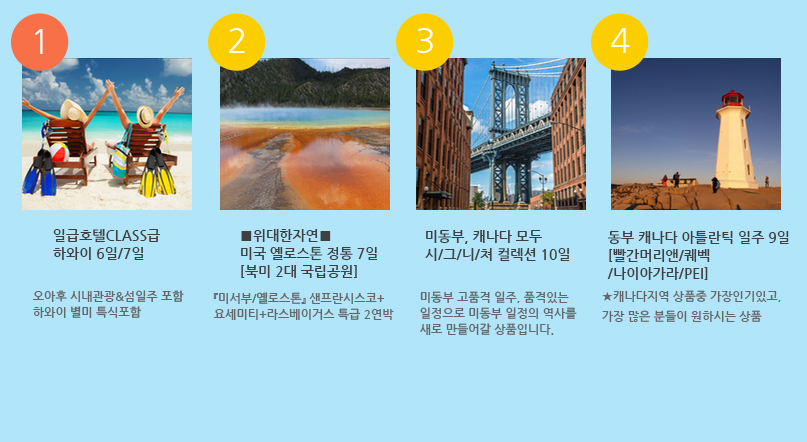 1
일급호텔CLASS급
하와이 6일/7일
오아후 시내관광&섬일주 포함
하와이 별미 특식포함
2
■위대한자연■
미국 옐로스톤 정통 7일
[북미 2대 국립공원]
『미서부/옐로스톤』 샌프란시스코+
요세미티+라스베이거스 특급 2연박
3
미동부, 캐나다 모두
시/그/니/쳐 컬렉션 10일
미동부 고품격 일주, 품격있는
일정으로 미동부 일정의 역사를
새로 만들어갈 상품입니다.
4
동부 캐나다 아틀란틱 일주 9일
[빨간머리앤/퀘벡
/나이아가라/PEI]
★캐나다지역 상품중 가장인기있고,
가장 많은 분들이 원하시는 상품